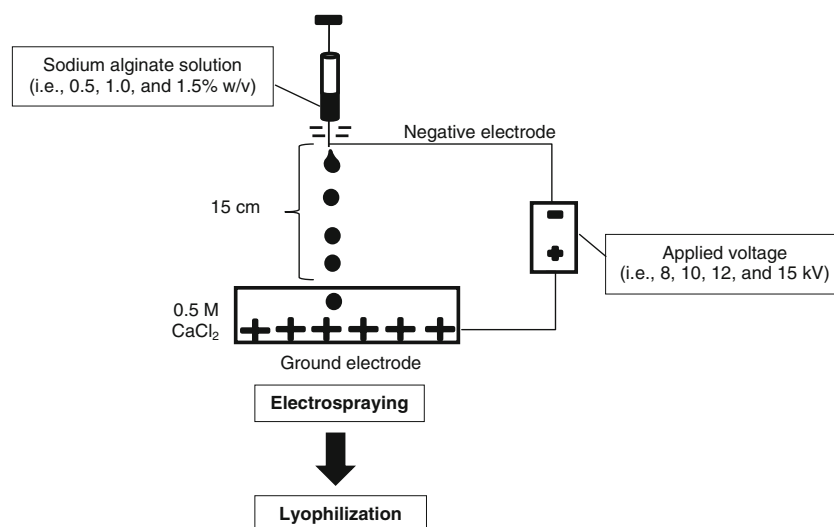 Sodium alginate solution
(i.e., 0.5, 1.0, and 1.5% w/v)
Negative electrode
15 cm
Applied voltage
(i.e., 8, 10, 12, and 15 kV)
0.5 M
CaCl₂
Ground electrode
Electrospraying
Lyophilization